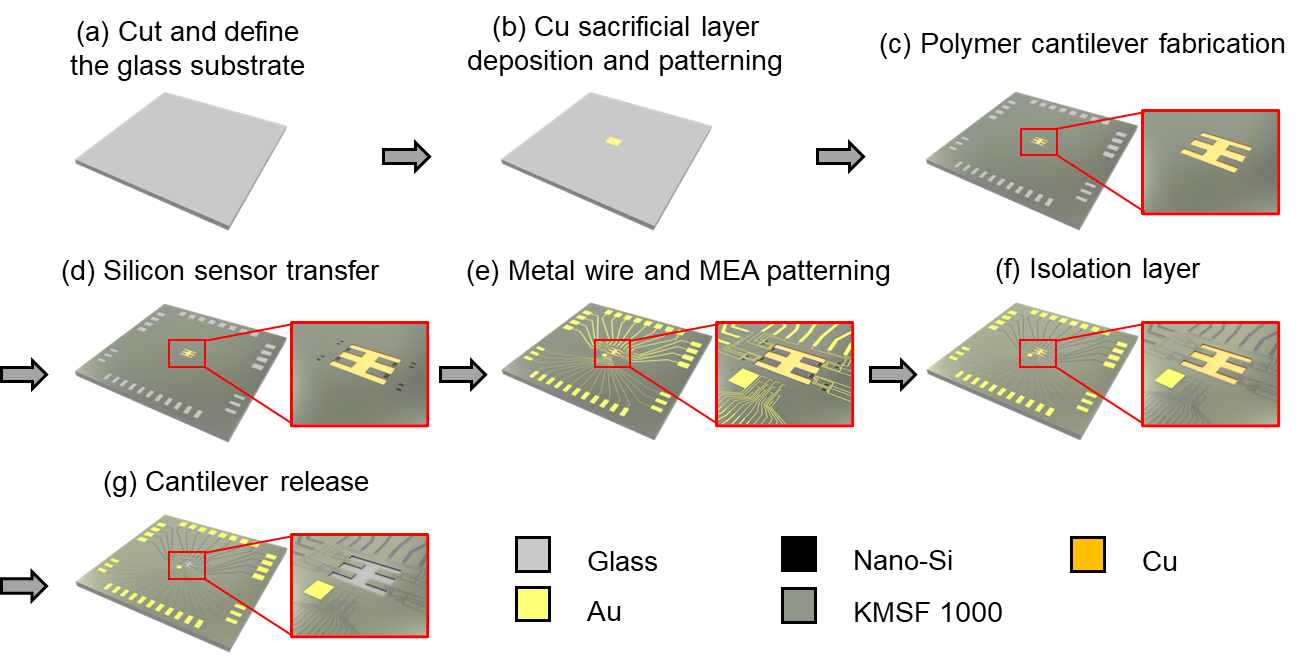 (a) Cut and define
the glass substrate
(b) Cu sacrificial layer
deposition and patterning
(c) Polymer cantilever fabrication
(d) Silicon sensor transfer
(e) Metal wire and MEA patterning
(f) Isolation layer
(g) Cantilever release
Glass
Nano-Si
Cu
Au
KMSF 1000